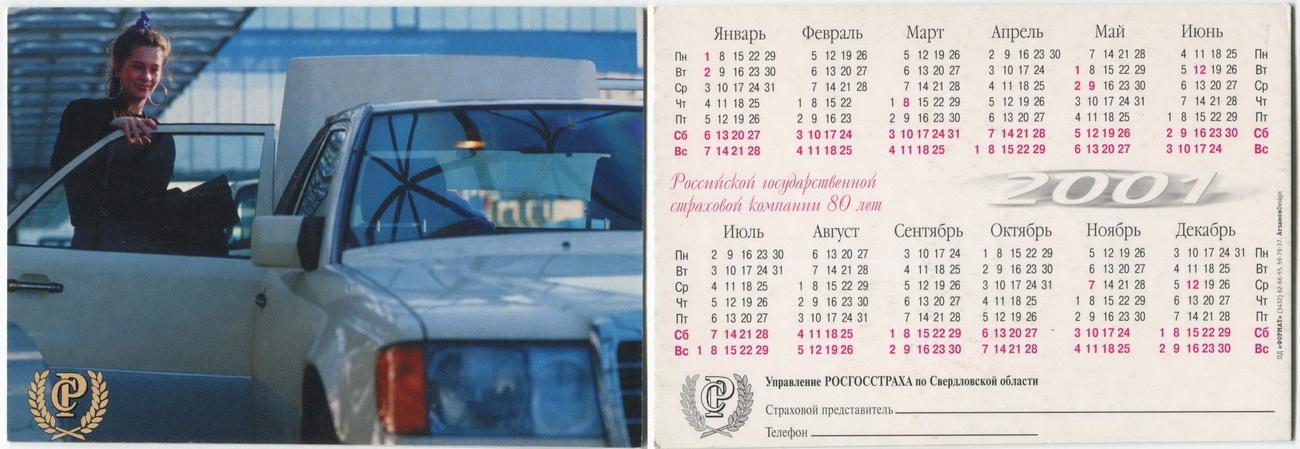 РС
Январь Февраль Март Апрель Май Июнь
Пн 1 8 15 22 29 5 12 19 26 5 12 19 26 2 9 16 23 30 7 14 21 28 4 11 18 25 Пн
Вт 2 9 16 23 30 6 13 20 27 6 13 20 27 3 10 17 24 1 8 15 22 29 5 12 19 26 Вт
Ср 3 10 17 24 31 7 14 21 28 7 14 21 28 4 11 18 25 2 9 16 23 30 6 13 20 27 Ср
Чт 4 11 18 25 1 8 15 22 1 8 15 22 29 5 12 19 26 3 10 17 24 31 7 14 21 28 Чт
Пт 5 12 19 26 2 9 16 23 2 9 16 23 30 6 13 20 27 4 11 18 25 1 8 15 22 29 Пт
Сб 6 13 20 27 3 10 17 24 3 10 17 24 31 7 14 21 28 5 12 19 26 2 9 16 23 30 Сб
Вс 7 14 21 28 4 11 18 25 4 11 18 25 1 8 15 22 29 6 13 20 27 3 10 17 24 Вс
Российской государственной
страховой компании 80 лет
2001
Июль Август Сентябрь Октябрь Ноябрь Декабрь
Пн 2 9 16 23 30 6 13 20 27 3 10 17 24 1 8 15 22 29 5 12 19 26 3 10 17 24 31 Пн
Вт 3 10 17 24 31 7 14 21 28 4 11 18 25 2 9 16 23 30 6 13 20 27 4 11 18 25 Вт
Ср 4 11 18 25 1 8 15 22 29 5 12 19 26 3 10 17 24 31 7 14 21 28 5 12 19 26 Ср
Чт 5 12 19 26 2 9 16 23 30 6 13 20 27 4 11 18 25 1 8 15 22 29 6 13 20 27 Чт
Пт 6 13 20 27 3 10 17 24 31 7 14 21 28 5 12 19 26 2 9 16 23 30 7 14 21 28 Пт
Сб 7 14 21 28 4 11 18 25 1 8 15 22 29 6 13 20 27 3 10 17 24 1 8 15 22 29 Сб
Вс 1 8 15 22 29 5 12 19 26 2 9 16 23 30 7 14 21 28 4 11 18 25 2 9 16 23 30 Вс
ПД «ФОРМАТ» (3432) 62-66-55, 59-79-37. АгзамовDesign
РС
Управление РОСГОССТРАХа по Свердловской области
Страховой представитель
Телефон